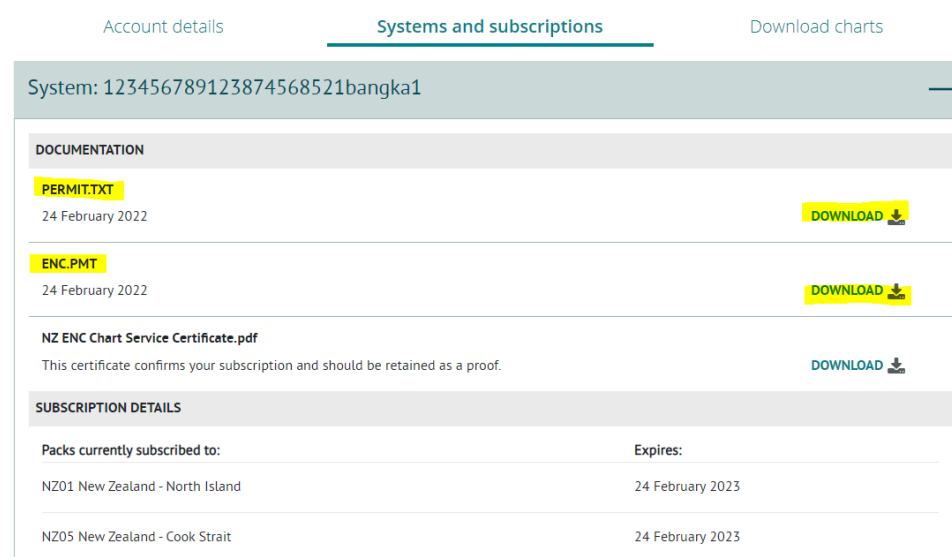 Account details
Systems and subscriptions
Download charts
System: 123456789123874568521bangka1
DOCUMENTATION
PERMIT.TXT
24 February 2022
DOWNLOAD
ENC.PMT
24 February 2022
DOWNLOAD
NZ ENC Chart Service Certificate.pdf
This certificate confirms your subscription and should be retained as a proof.
DOWNLOAD
SUBSCRIPTION DETAILS
Packs currently subscribed to:
Expires:
NZ01 New Zealand - North Island
24 February 2023
NZ05 New Zealand - Cook Strait
24 February 2023